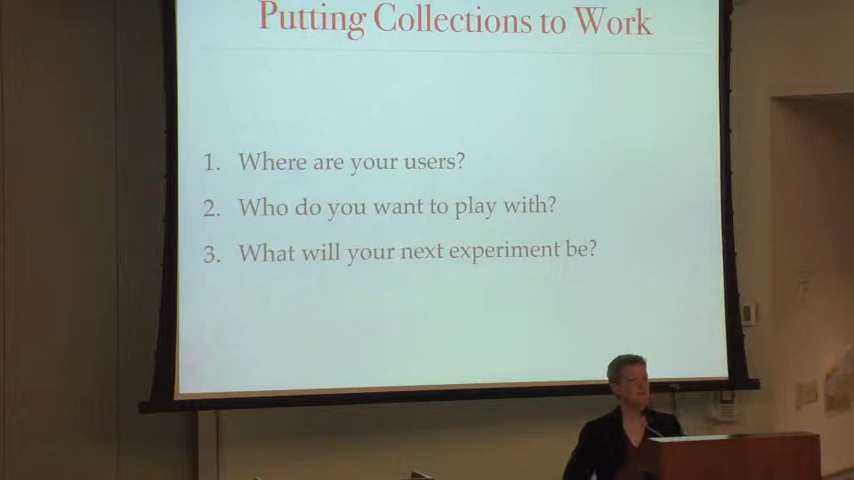 Putting Collections to Work
1. Where are your users?
2. Who do you want to play with?
3. What will your next experiment be?